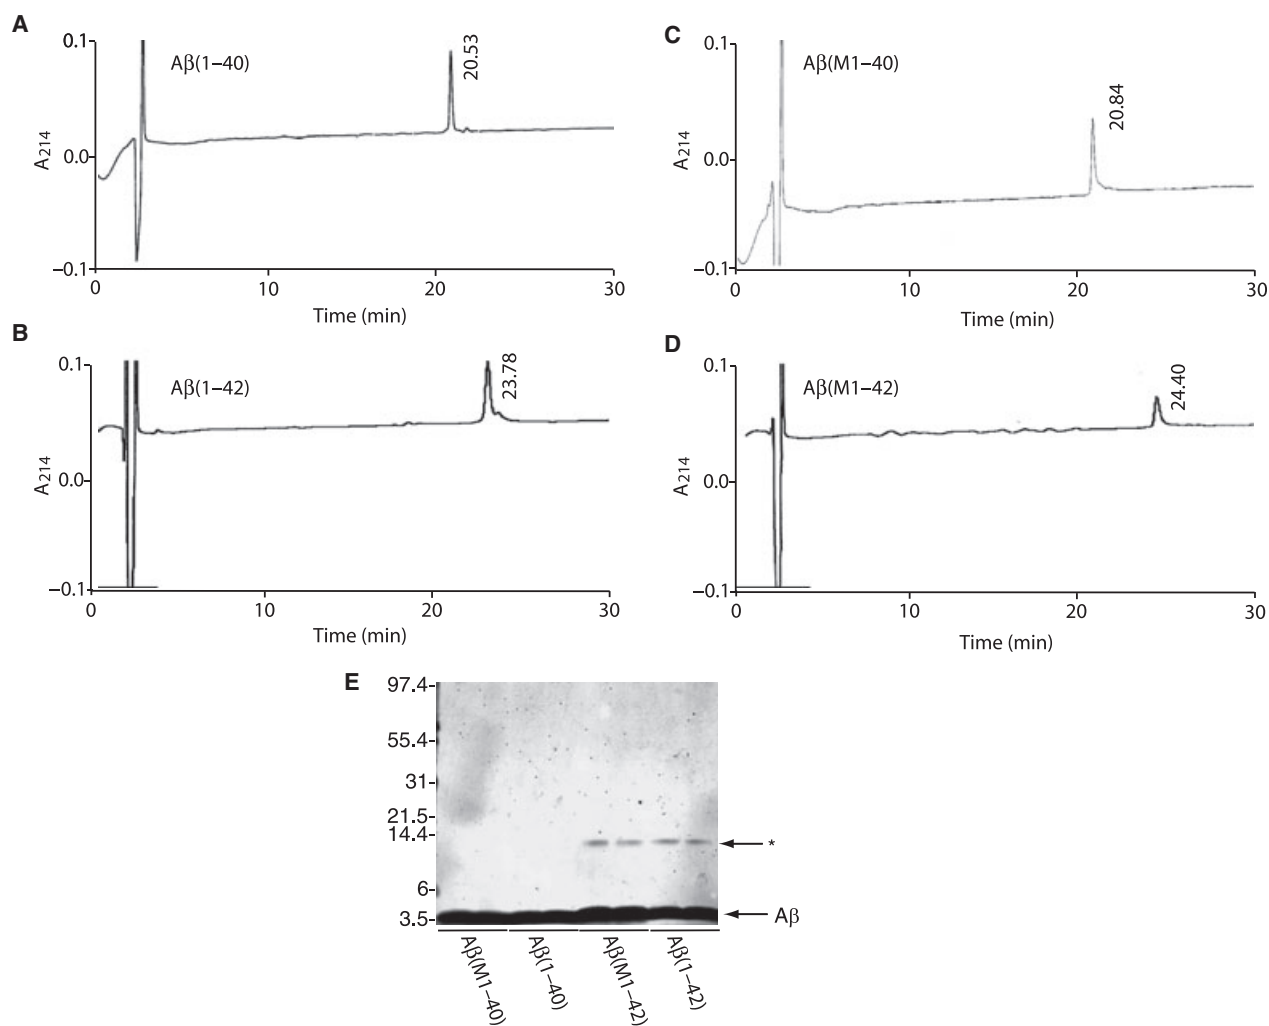 A
0.1
Aβ(1–40)
20.53
A214
0.0
−0.1
0 10 20 30
Time (min)
C
0.1
Aβ(M1–40)
20.84
A214
0.0
−0.1
0 10 20 30
Time (min)
B
0.1
Aβ(1–42)
23.78
A214
0.0
−0.1
0 10 20 30
Time (min)
D
0.1
Aβ(M1–42)
24.40
A214
0.0
−0.1
0 10 20 30
Time (min)
E
97.4-
55.4-
31-
21.5-
14.4-
*
6-
3.5-
Aβ
Aβ(M1–40)
Aβ(1–40)
Aβ(M1–42)
Aβ(1–42)